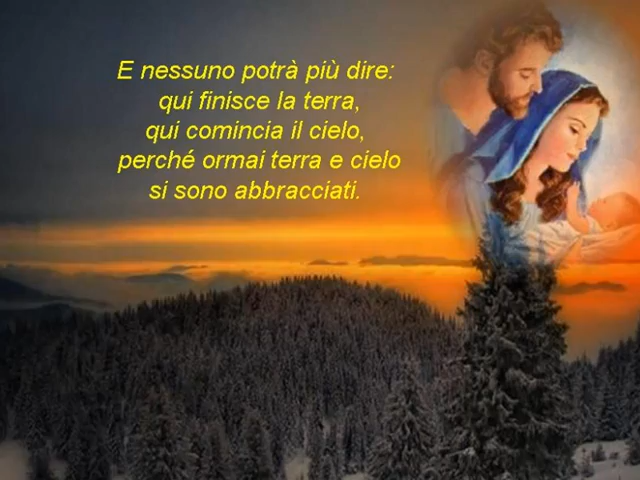 E nessuno potrà più dire:
qui finisce la terra,
qui comincia il cielo,
perché ormai terra e cielo
si sono abbracciati.